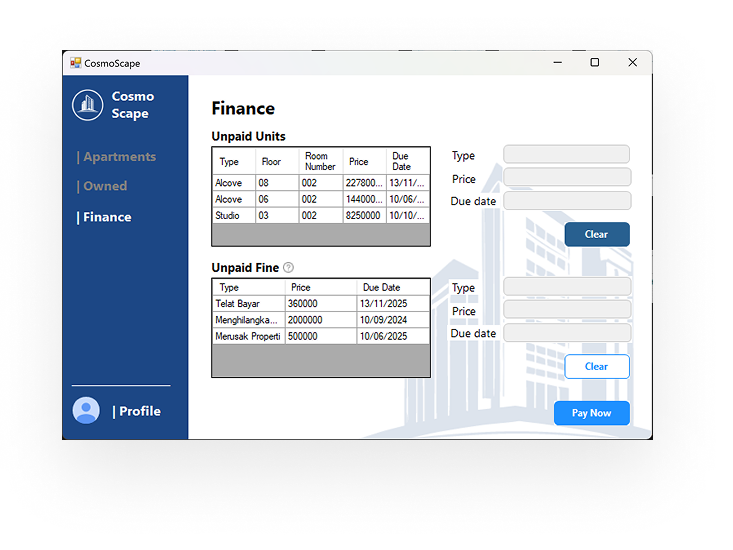 CosmoScape
Cosmo
Scape
| Apartments
| Owned
| Finance
| Profile
Finance
Unpaid Units
Type Floor Room Number Price Due Date
Alcove 08 002 227800... 13/11/...
Alcove 06 002 144000... 10/06/...
Studio 03 002 8250000 10/10/...
Type
Price
Due date
Clear
Unpaid Fine ?
Type Price Due Date
Telat Bayar 360000 13/11/2025
Menghilangka... 2000000 10/09/2024
Merusak Properti 500000 10/06/2025
Type
Price
Due date
Clear
Pay Now